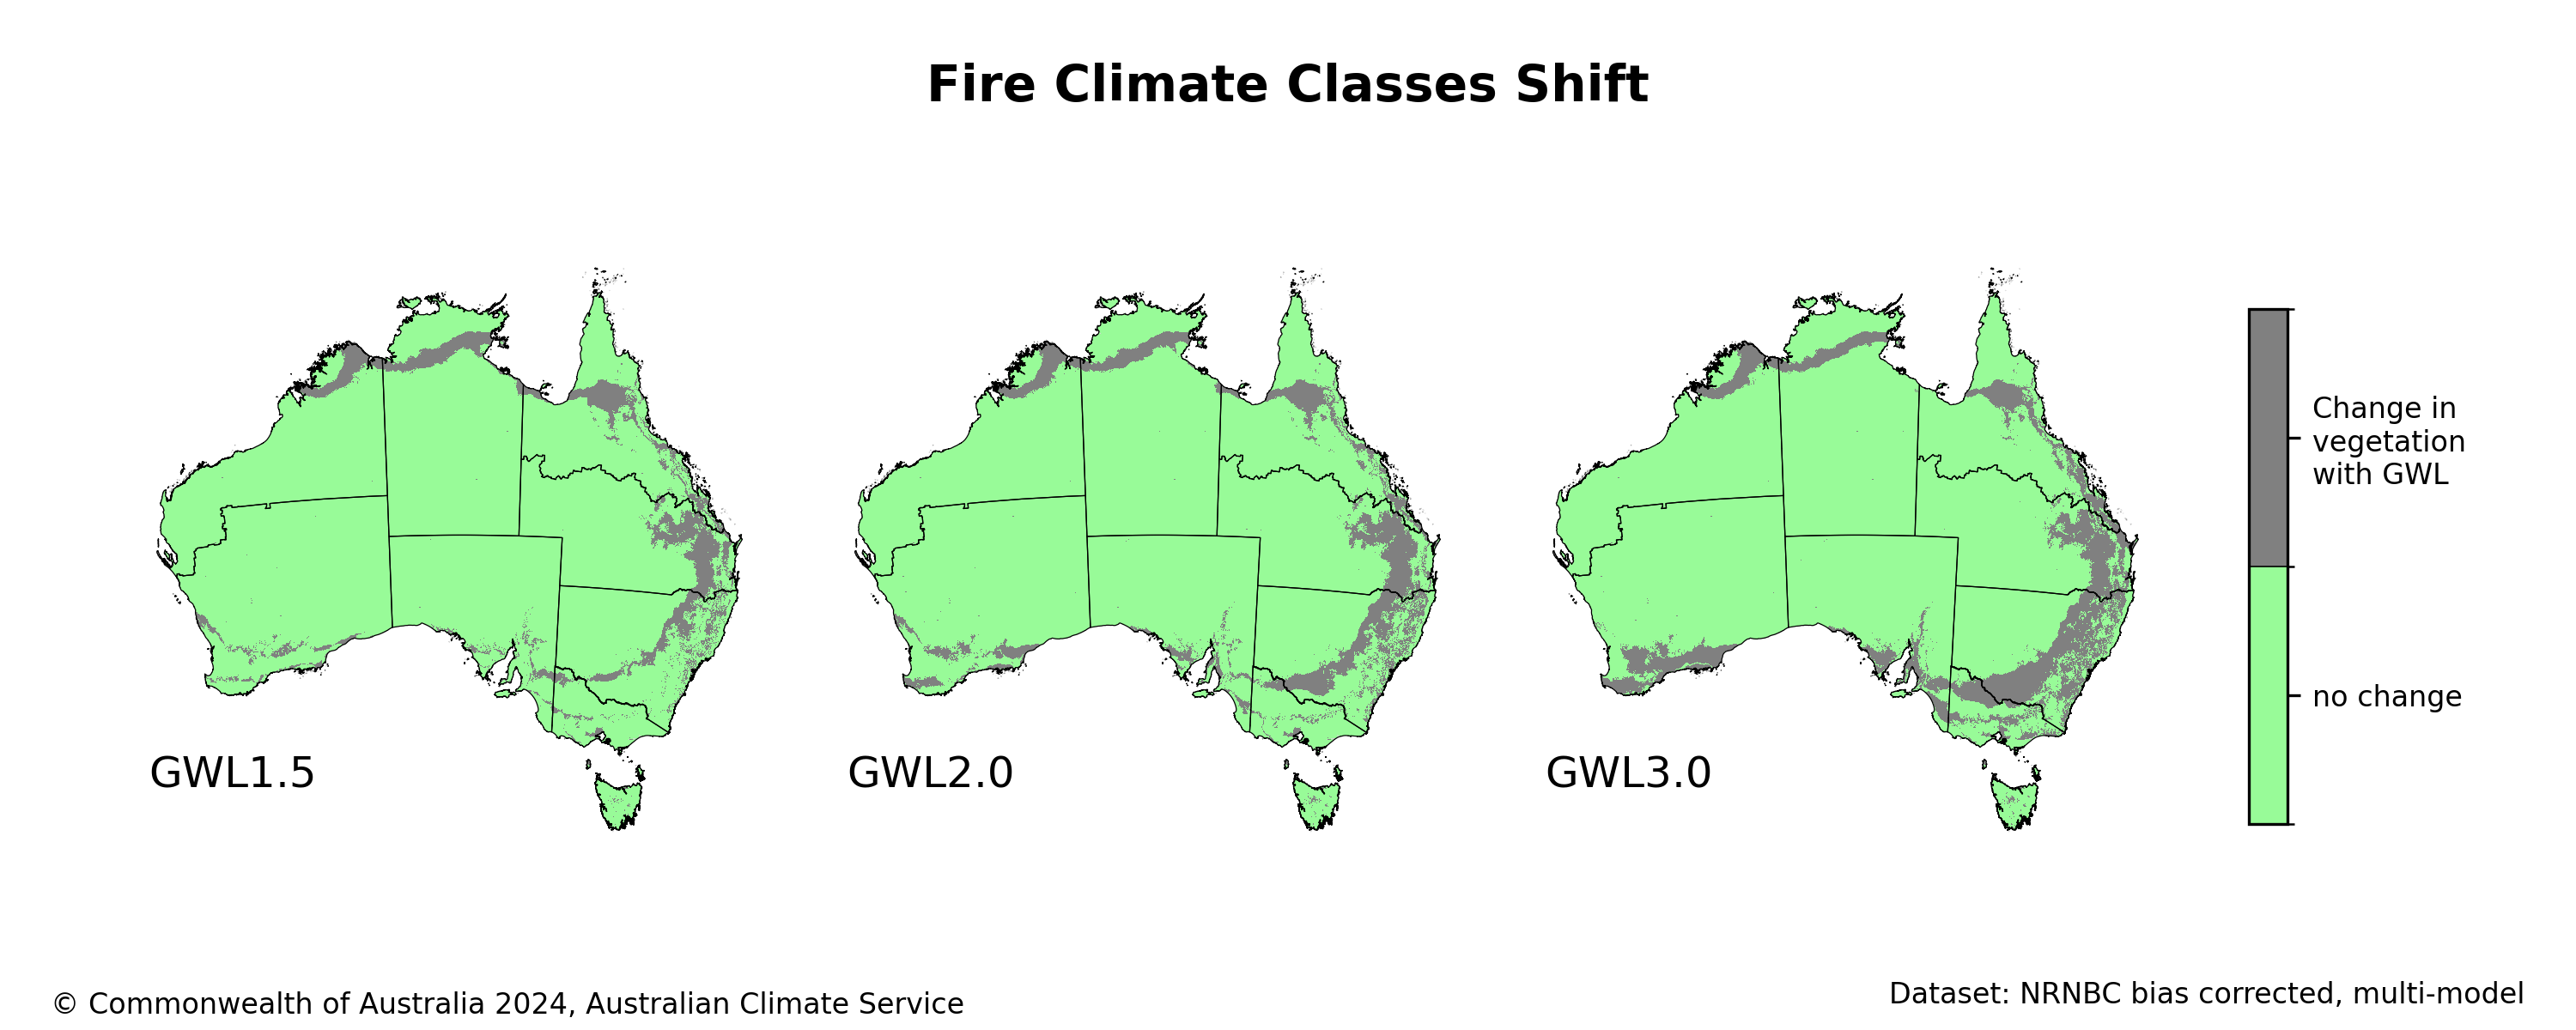 Fire Climate Classes Shift
GWL1.5
GWL2.0
GWL3.0
Change in
vegetation
with GWL
no change
© Commonwealth of Australia 2024, Australian Climate Service
Dataset: NRNBC bias corrected, multi-model